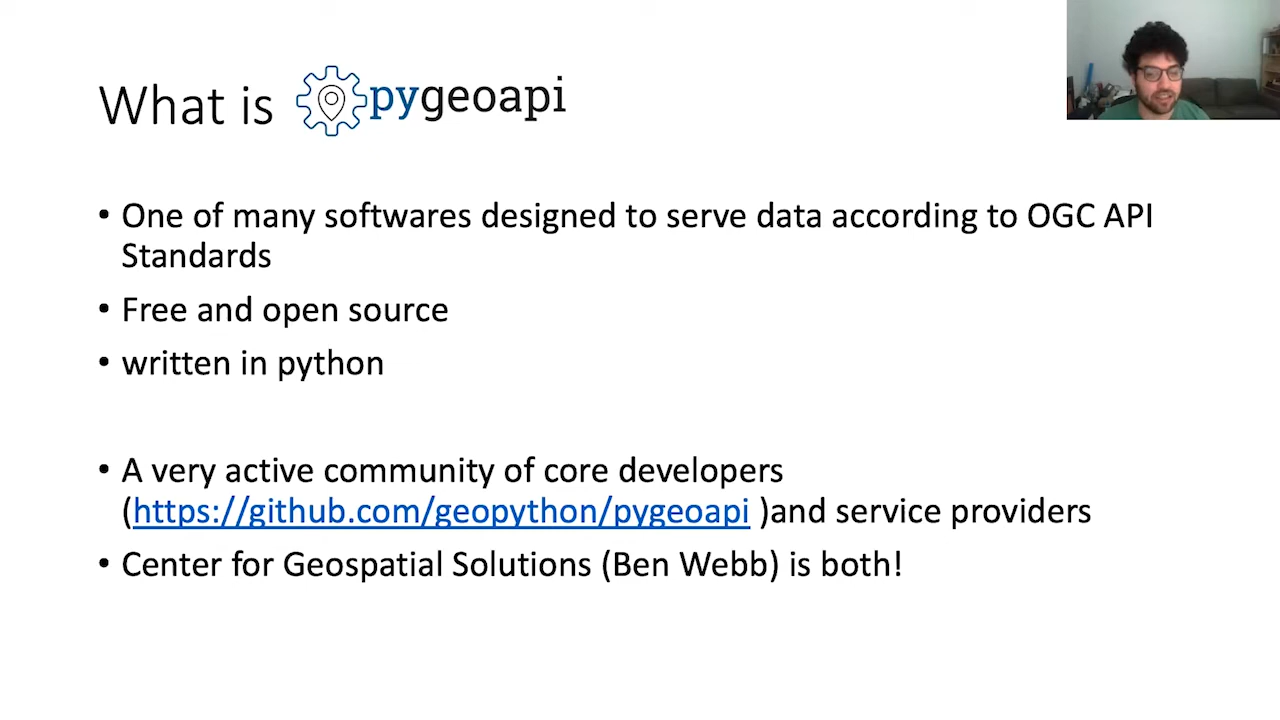 What is pygeoapi
• One of many softwares designed to serve data according to OGC API
Standards
• Free and open source
• written in python
• A very active community of core developers
(https://github.com/geopython/pygeoapi )and service providers
• Center for Geospatial Solutions (Ben Webb) is both!